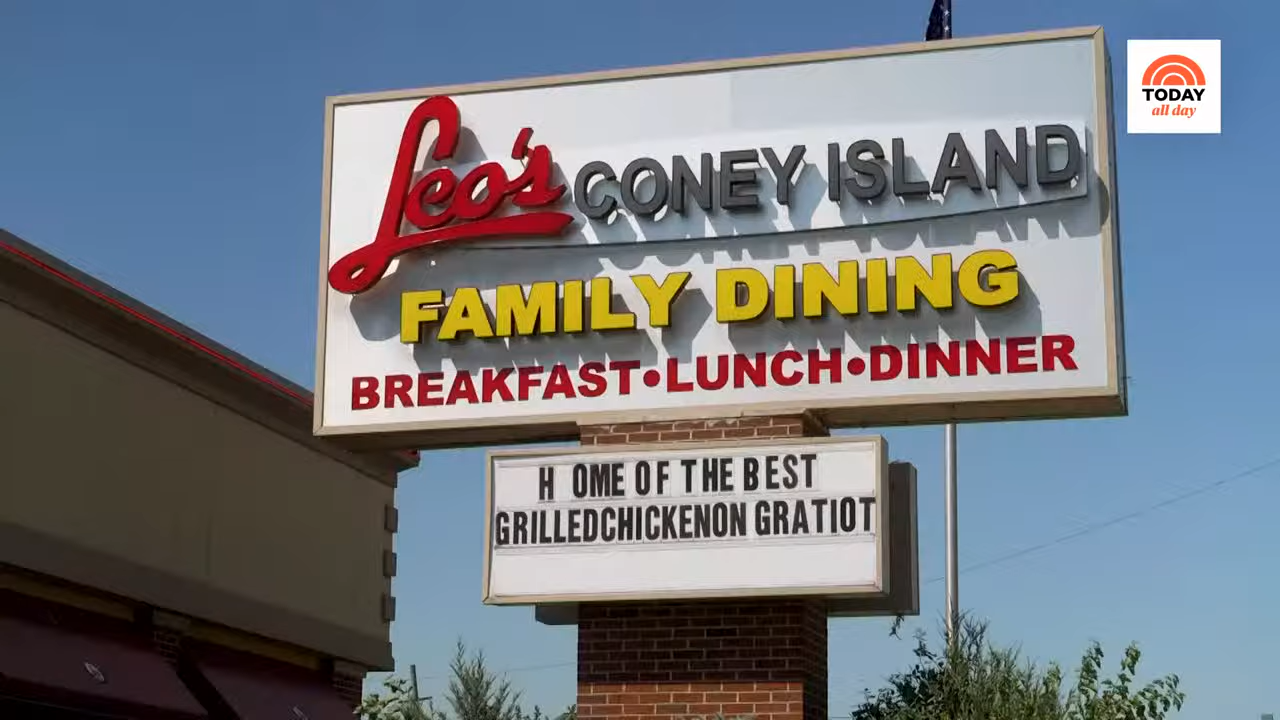 Leo's CONEY ISLAND
FAMILY DINING
BREAKFAST•LUNCH•DINNER
H OME OF THE BEST
GRILLEDCHICKENON GRATIOT
TODAY
all day